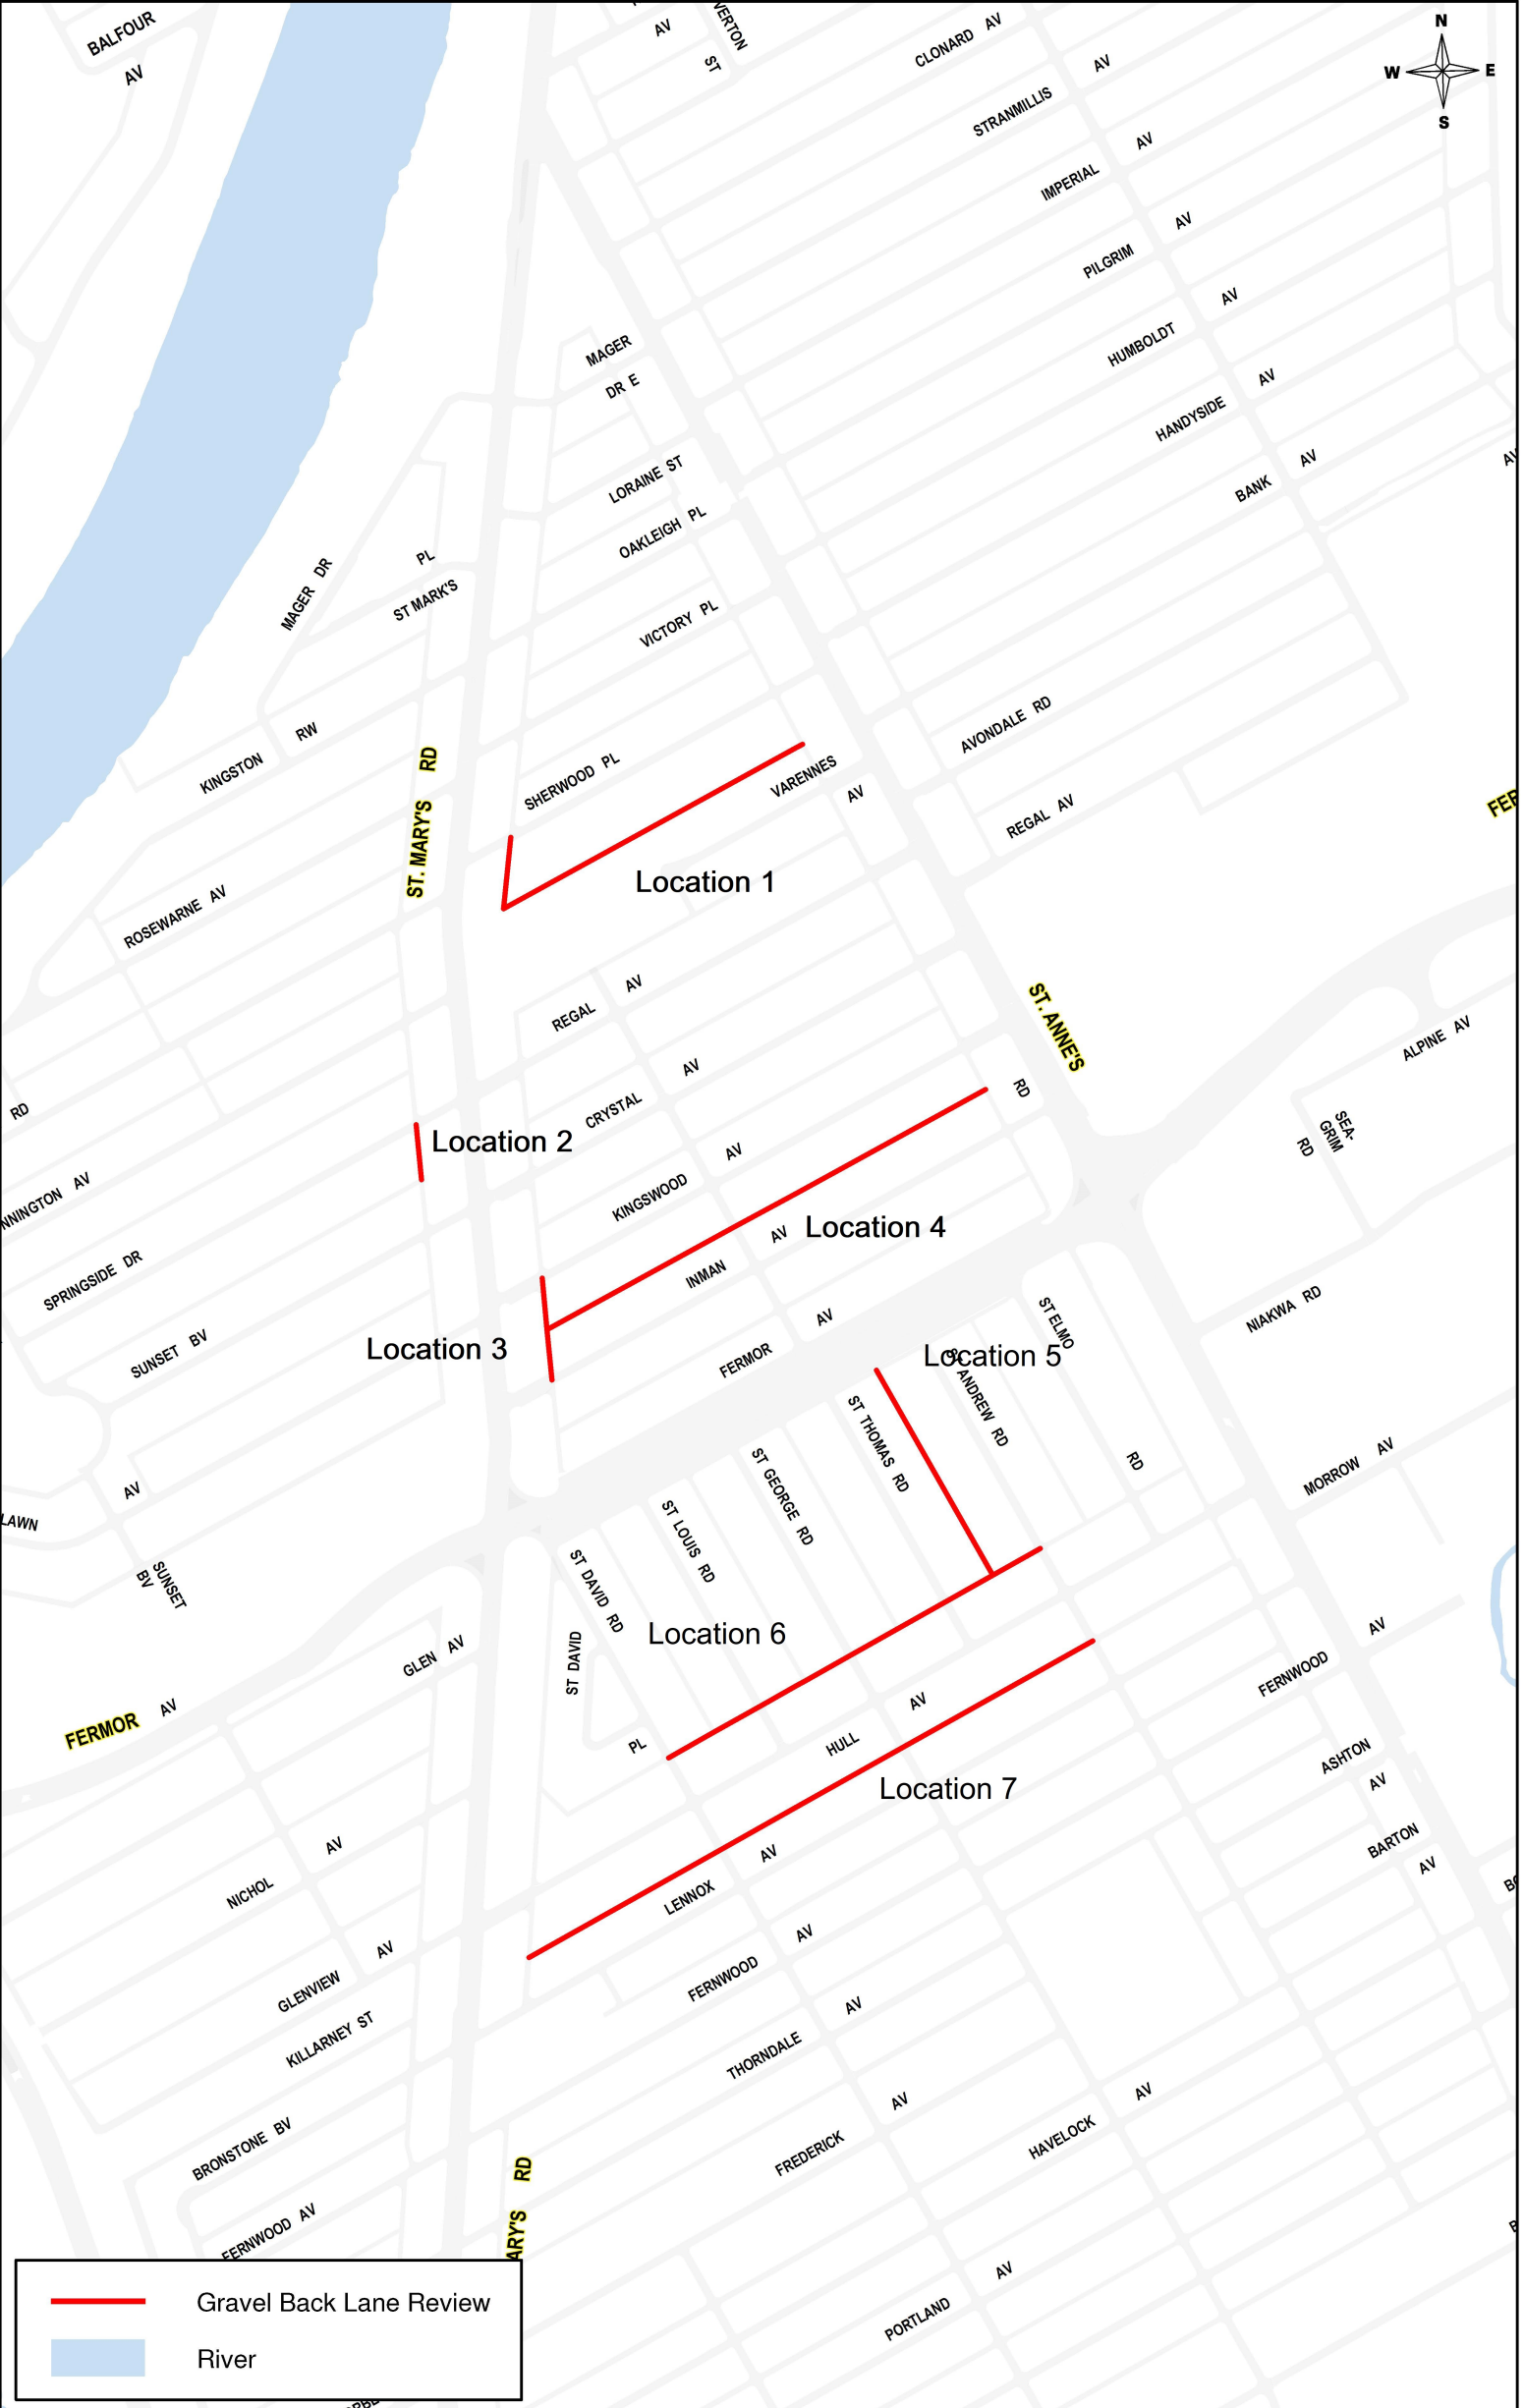 BALFOUR
AV
AV
VERTON
ST
CLONARD AV
STRANMILLIS
AV
IMPERIAL
AV
PILGRIM
AV
HUMBOLDT
AV
HANDYSIDE
AV
BANK
AV
N
W E
S
MAGER
DR E
LORAINE ST
OAKLEIGH PL
VICTORY PL
MAGER DR
PL
ST MARK'S
KINGSTON RW
ST. MARY'S RD
SHERWOOD PL
VARENNES
AV
AVONDALE RD
REGAL AV
FER
Location 1
ROSEWARNE AV
REGAL AV
ST. ANNE'S
RD
ALPINE AV
SEA-
GRIM
RD
RD
CRYSTAL AV
Location 2
KINGSWOOD AV
NNINGTON AV
SPRINGSIDE DR
SUNSET BV
INMAN AV
Location 4
Location 3
FERMOR AV
Location 5
ST ELMO
RD
ST ANDREW RD
NIAKWA RD
ST THOMAS RD
ST GEORGE RD
ST LOUIS RD
ST DAVID RD
MORROW AV
AV
LAWN
SUNSET
BV
Location 6
ST DAVID
PL
GLEN AV
FERMOR AV
HULL AV
Location 7
FERNWOOD AV
ASHTON
AV
BARTON
AV
NICHOL AV
LENNOX AV
GLENVIEW AV
FERNWOOD AV
KILLARNEY ST
THORNDALE AV
BRONSTONE BV
FREDERICK AV
HAVELOCK AV
FERNWOOD AV
ARY'S RD
PORTLAND AV
Gravel Back Lane Review
River